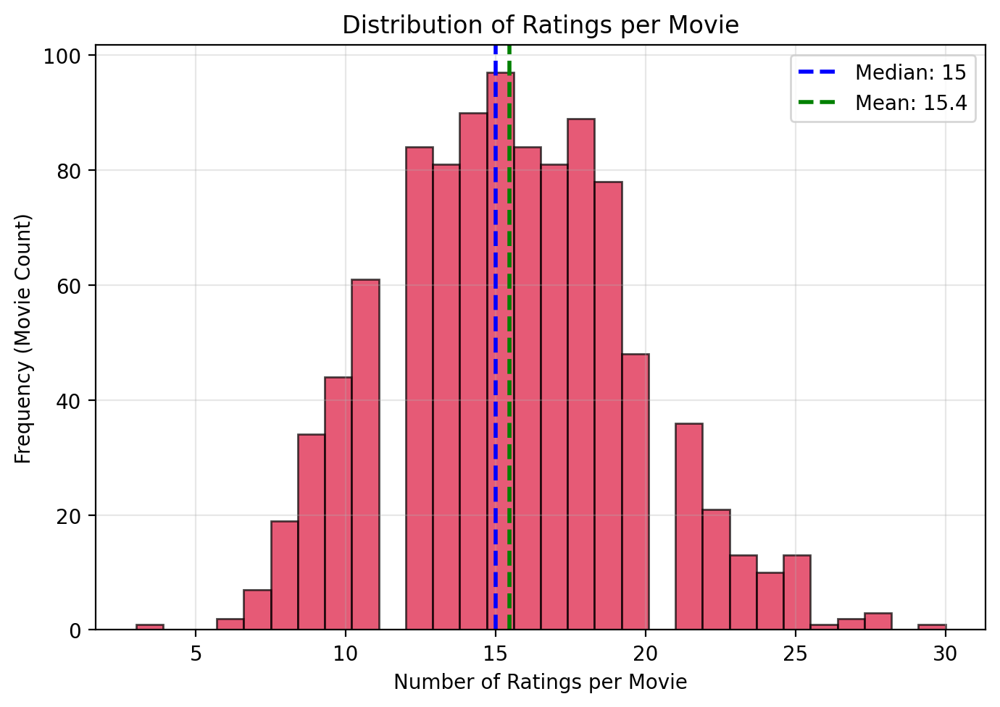 Distribution of Ratings per Movie
Median: 15
Mean: 15.4
Frequency (Movie Count)
100
80
60
40
20
0
5 10 15 20 25 30
Number of Ratings per Movie